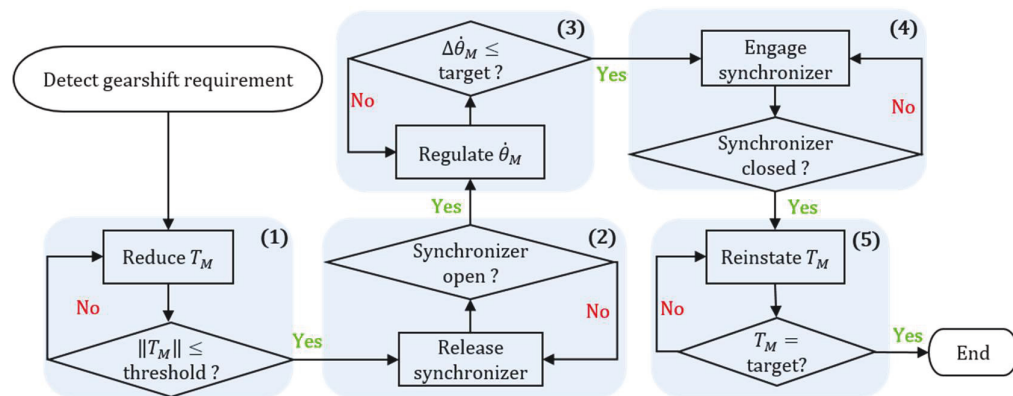 Detect gearshift requirement
(1)
Reduce T_M
No
‖T_M‖ ≤
threshold ?
Yes
(2)
Synchronizer
open ?
No
Release
synchronizer
Yes
(3)
Δθ̇_M ≤
target ?
No
Regulate θ̇_M
Yes
(4)
Engage
synchronizer
No
Synchronizer
closed ?
Yes
(5)
Reinstate T_M
No
T_M =
target?
Yes
End